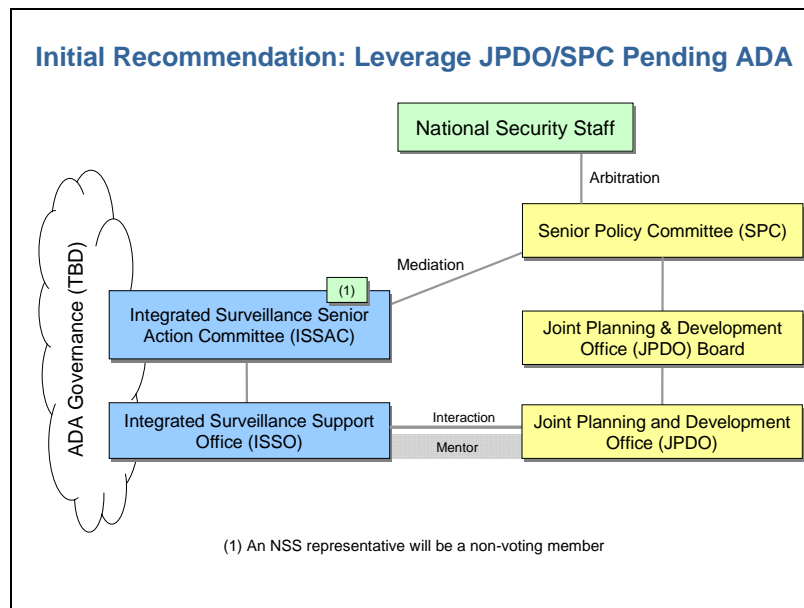 Initial Recommendation: Leverage JPDO/SPC Pending ADA
National Security Staff
Arbitration
Senior Policy Committee (SPC)
Mediation
(1)
Integrated Surveillance Senior
Action Committee (ISSAC)
Joint Planning & Development
Office (JPDO) Board
ADA Governance (TBD)
Integrated Surveillance Support
Office (ISSO)
Interaction
Mentor
Joint Planning and Development
Office (JPDO)
(1) An NSS representative will be a non-voting member